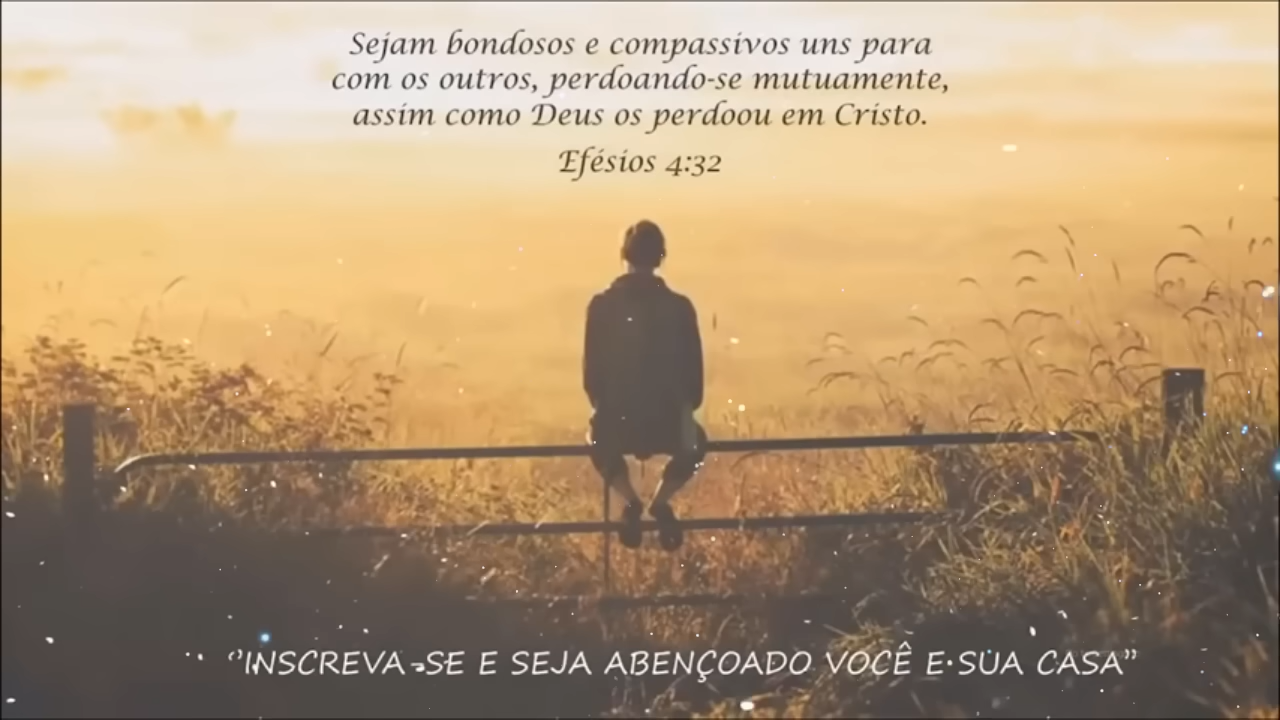 Sejam bondosos e compassivos uns para
com os outros, perdoando-se mutuamente,
assim como Deus os perdoou em Cristo.
Efésios 4:32
‘’INSCREVA-SE E SEJA ABENÇOADO VOCÊ E SUA CASA”